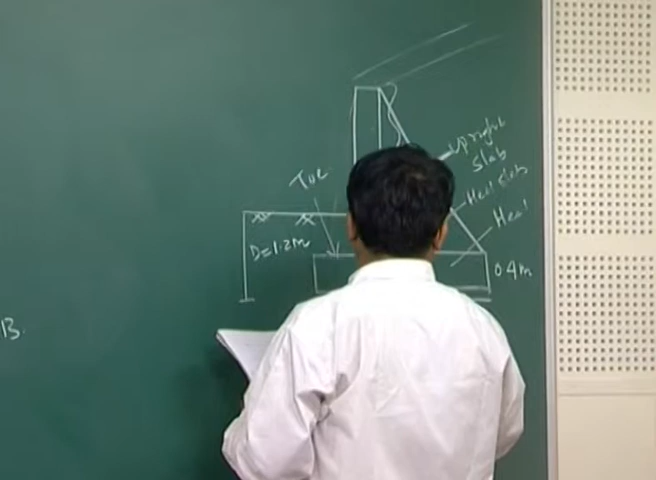 upright
slab
Toe
Heel slab
Heel
D=1.2m
0.4m
B.